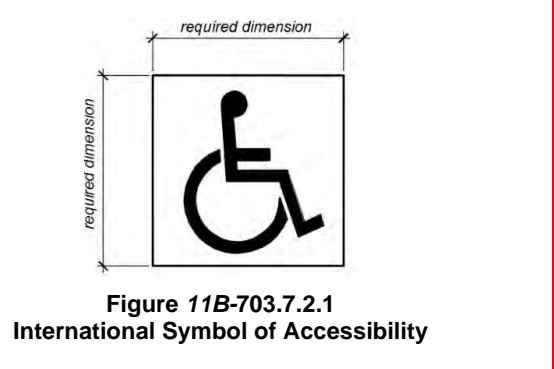 required dimension
required dimension
Figure 11B-703.7.2.1
International Symbol of Accessibility